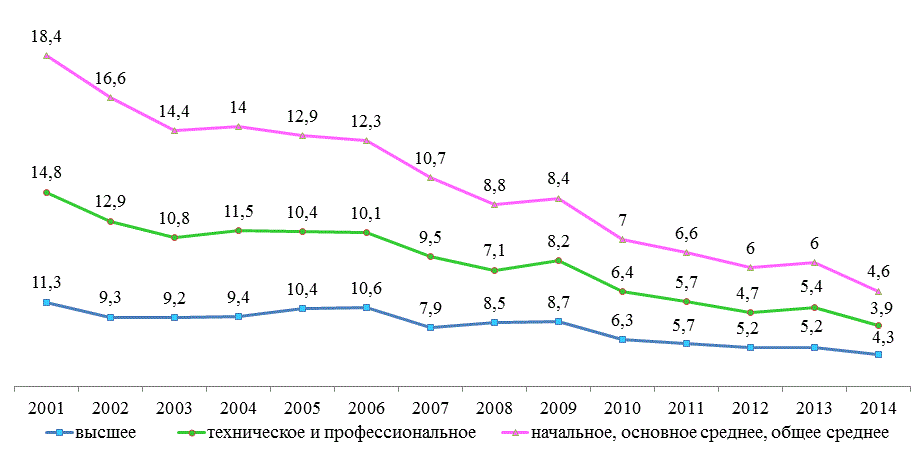 18,4 16,6 14,4 14 12,9 12,3 10,7 8,8 8,4 7 6,6 6 6 4,6
14,8 12,9 10,8 11,5 10,4 10,1 9,5 7,1 8,2 6,4 5,7 4,7 5,4 3,9
11,3 9,3 9,2 9,4 10,4 10,6 7,9 8,5 8,7 6,3 5,7 5,2 5,2 4,3
2001 2002 2003 2004 2005 2006 2007 2008 2009 2010 2011 2012 2013 2014
высшее техническое и профессиональное начальное, основное среднее, общее среднее